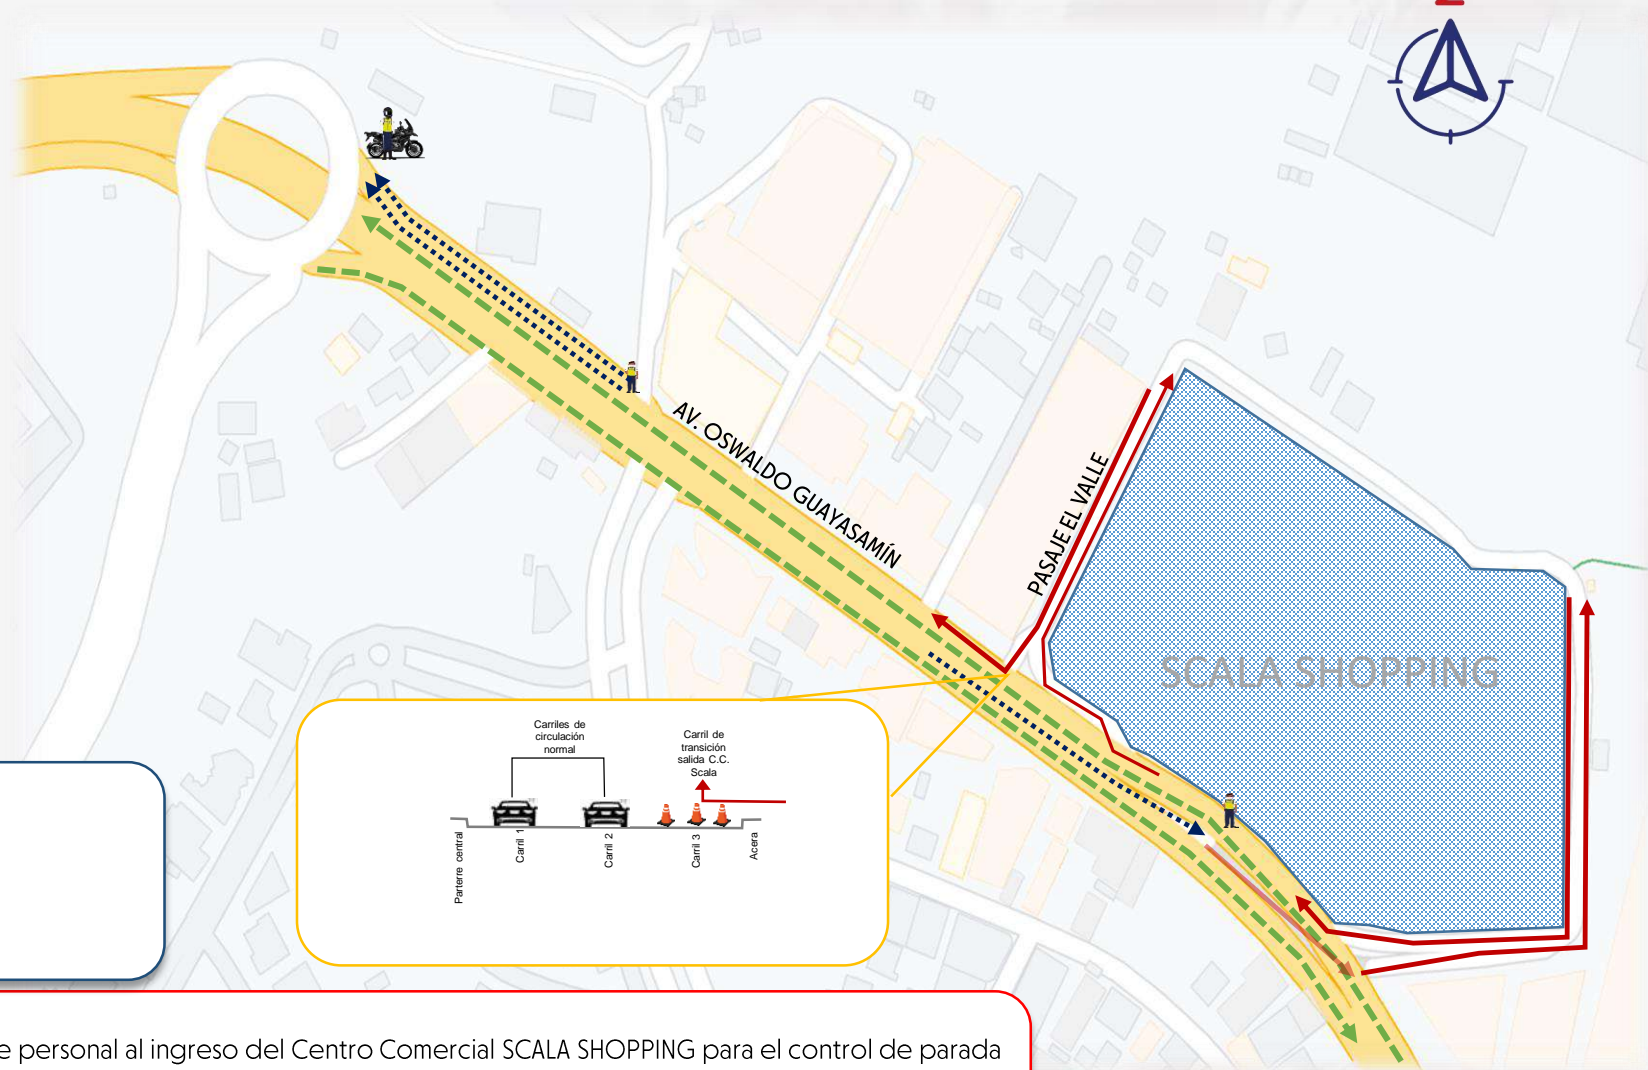 AV. OSWALDO GUAYASAMÍN
PASAJE EL VALLE
SCALA SHOPPING
Carriles de
circulación
normal
Carril de
transición
salida C.C.
Scala
Parterre central
Carril 1
Carril 2
Carril 3
Acera
e personal al ingreso del Centro Comercial SCALA SHOPPING para el control de parada